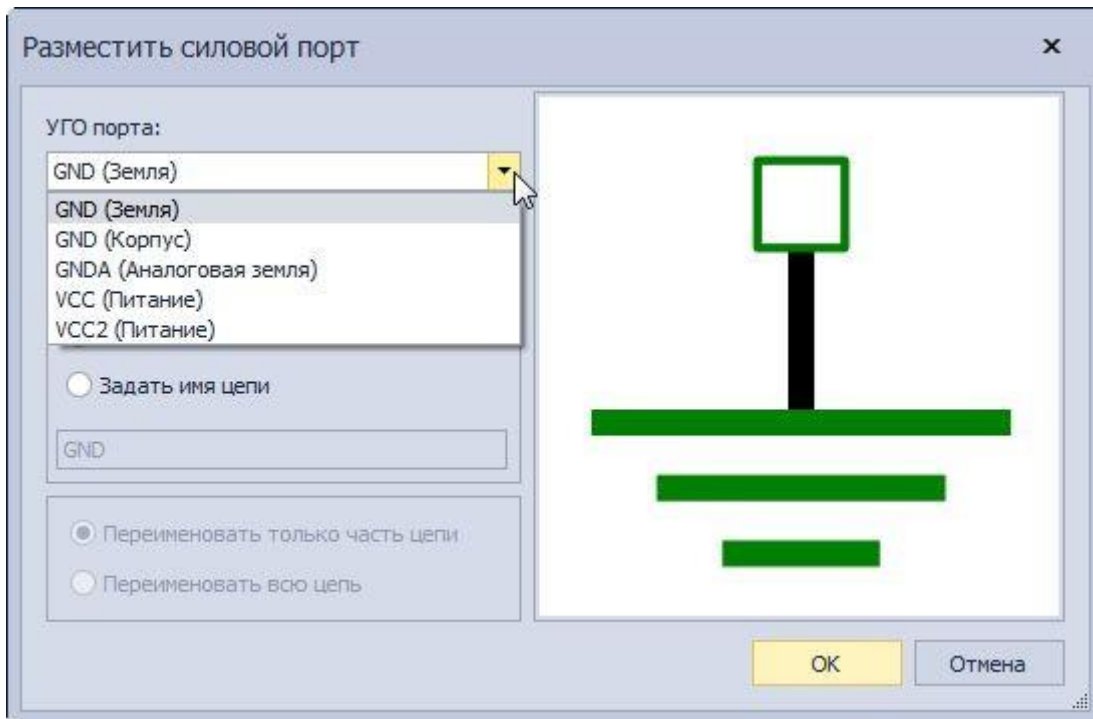 Разместить силовой порт
УГО порта:
GND (Земля)
GND (Земля)
GND (Корпус)
GNDA (Аналоговая земля)
VCC (Питание)
VCC2 (Питание)
Задать имя цепи
GND
Переименовать только часть цепи
Переименовать всю цепь
OK
Отмена